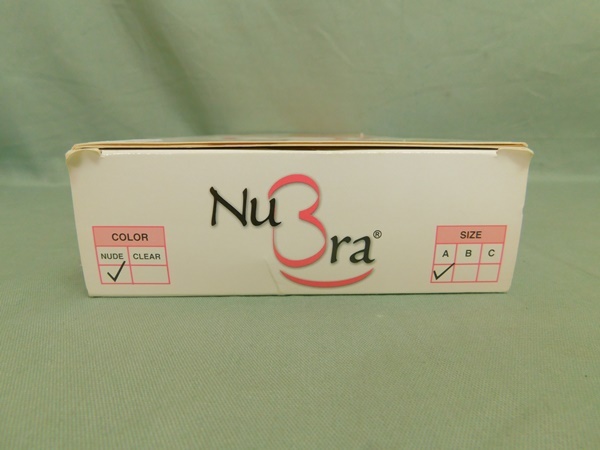 NuBra®
COLOR
NUDE CLEAR
✓
SIZE
A B C
✓